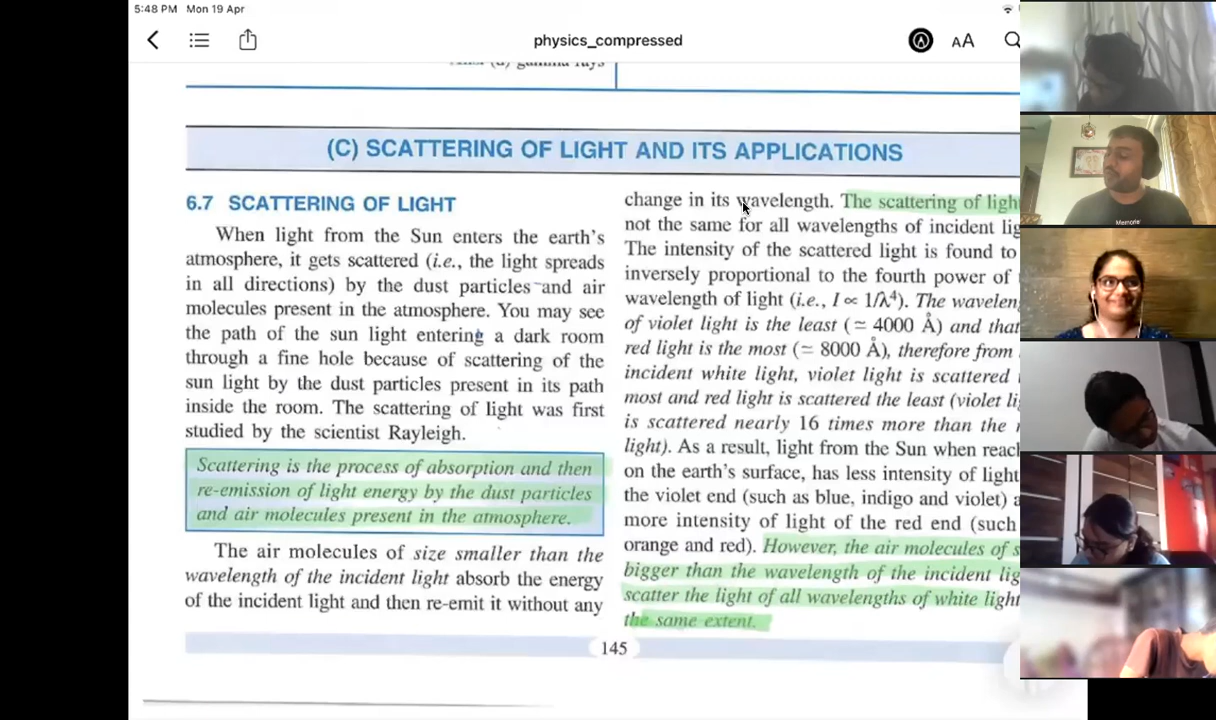 5:48 PM Mon 19 Apr
physics_compressed
AA
(C) SCATTERING OF LIGHT AND ITS APPLICATIONS
6.7 SCATTERING OF LIGHT
When light from the Sun enters the earth's
atmosphere, it gets scattered (i.e., the light spreads
in all directions) by the dust particles and air
molecules present in the atmosphere. You may see
the path of the sun light entering a dark room
through a fine hole because of scattering of the
sun light by the dust particles present in its path
inside the room. The scattering of light was first
studied by the scientist Rayleigh.
Scattering is the process of absorption and then
re-emission of light energy by the dust particles
and air molecules present in the atmosphere.
The air molecules of size smaller than the
wavelength of the incident light absorb the energy
of the incident light and then re-emit it without any
change in its wavelength. The scattering of light
not the same for all wavelengths of incident
The intensity of the scattered light is found to
inversely proportional to the fourth power of
wavelength of light (i.e., I ∝ 1/λ⁴). The
of violet light is the least (≃ 4000 Å) and that
red light is the most (≃ 8000 Å), therefore from
incident white light, violet light is scattered
most and red light is scattered the least (violet
is scattered nearly 16 times more than the
light). As a result, light from the Sun when
on the earth's surface, has less intensity of light
the violet end (such as blue, indigo and violet)
more intensity of light of the red end (such
orange and red). However, the air molecules of
bigger than the wavelength of the incident
scatter the light of all wavelengths of white light
the same extent.
145